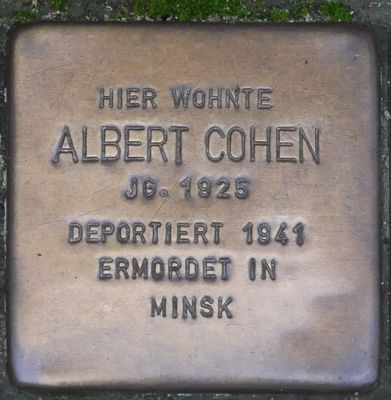 HIER WOHNTE
ALBERT COHEN
JG. 1925
DEPORTIERT 1941
ERMORDET IN
MINSK